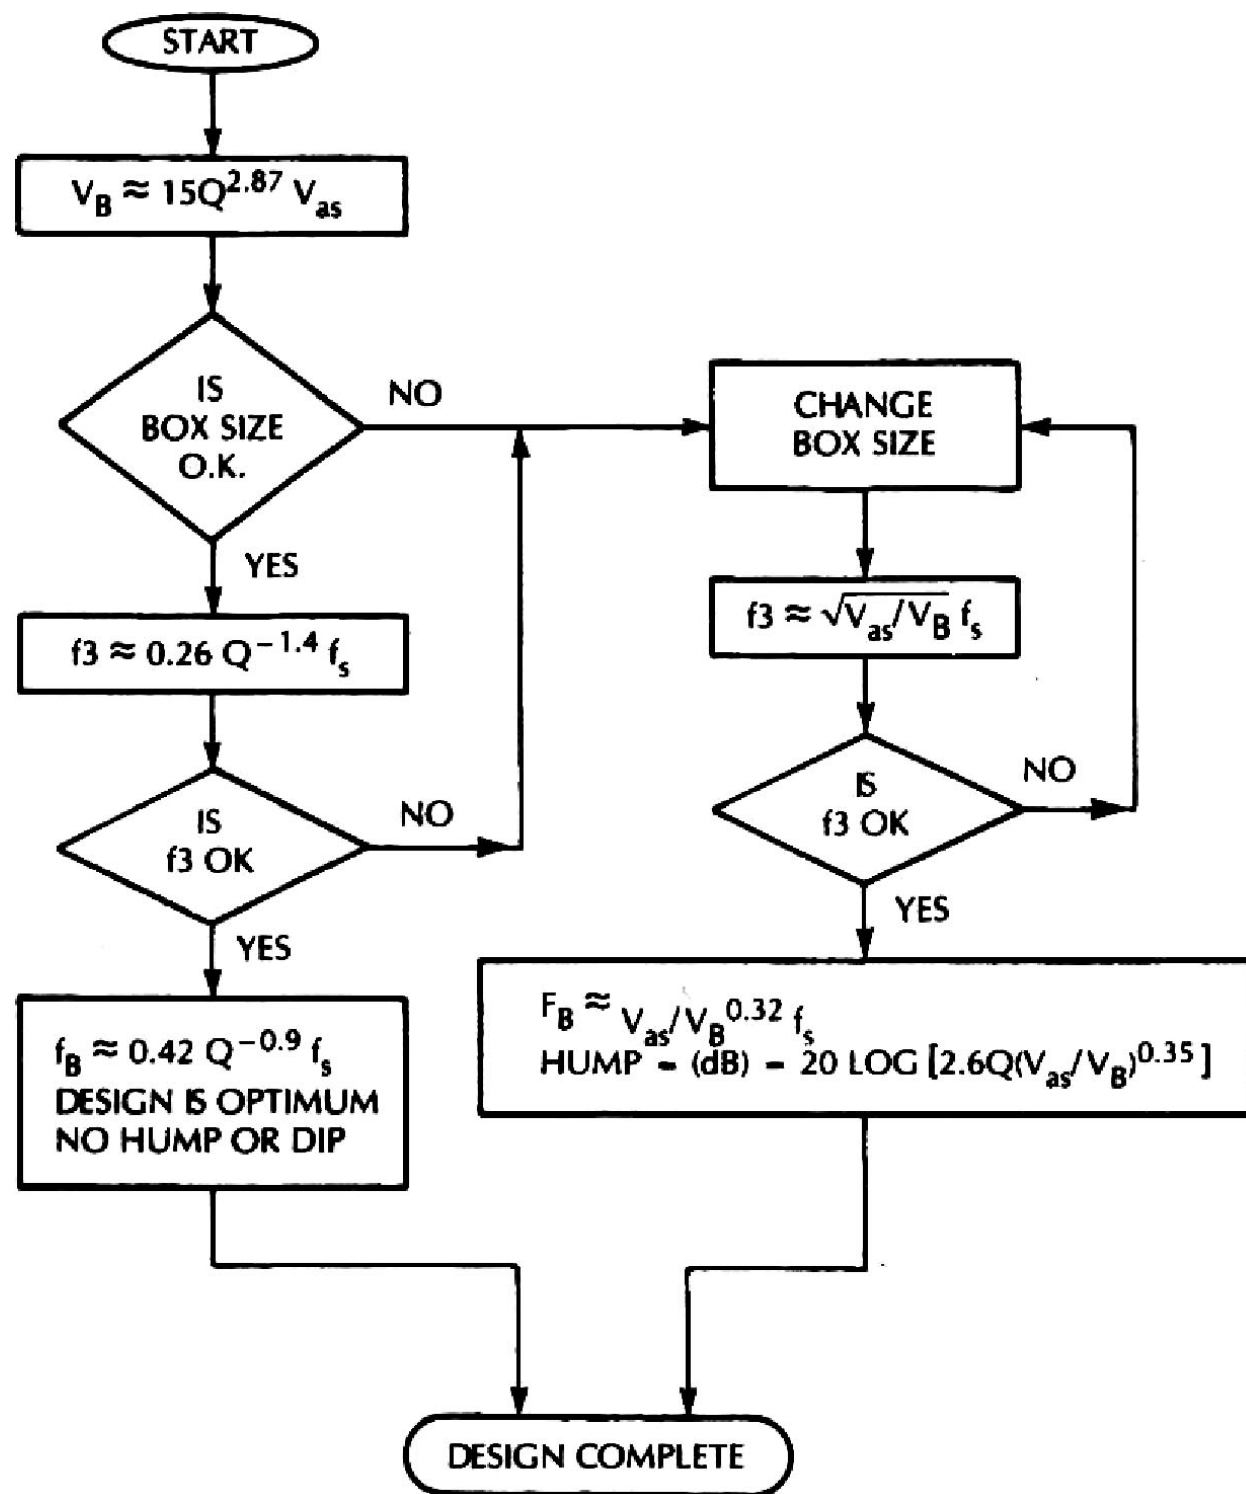 START
V_B ≈ 15Q^2.87 V_as
IS
BOX SIZE
O.K.
NO
YES
f3 ≈ 0.26 Q^−1.4 f_s
IS
f3 OK
NO
YES
f_B ≈ 0.42 Q^−0.9 f_s
DESIGN IS OPTIMUM
NO HUMP OR DIP
CHANGE
BOX SIZE
f3 ≈ √V_as/V_B f_s
IS
f3 OK
NO
YES
F_B ≈ V_as/V_B^0.32 f_s
HUMP - (dB) - 20 LOG [2.6Q(V_as/V_B)^0.35]
DESIGN COMPLETE